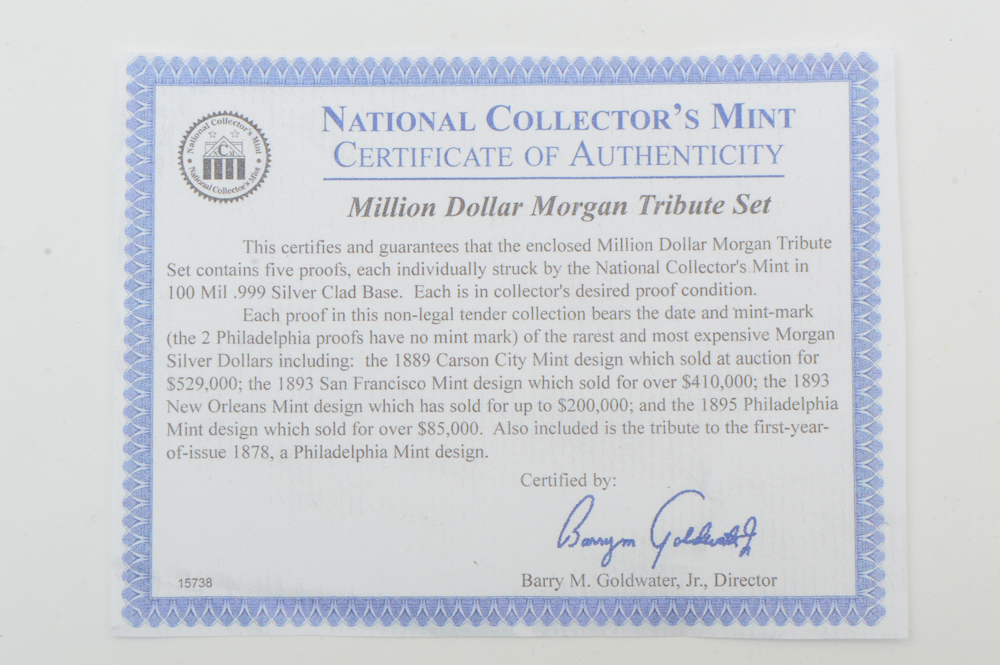 National Collector's Mint
National Collector's Mint
C
NATIONAL COLLECTOR'S MINT
CERTIFICATE OF AUTHENTICITY
Million Dollar Morgan Tribute Set
This certifies and guarantees that the enclosed Million Dollar Morgan Tribute
Set contains five proofs, each individually struck by the National Collector's Mint in
100 Mil .999 Silver Clad Base. Each is in collector's desired proof condition.
Each proof in this non-legal tender collection bears the date and mint-mark
(the 2 Philadelphia proofs have no mint mark) of the rarest and most expensive Morgan
Silver Dollars including: the 1889 Carson City Mint design which sold at auction for
$529,000; the 1893 San Francisco Mint design which sold for over $410,000; the 1893
New Orleans Mint design which has sold for up to $200,000; and the 1895 Philadelphia
Mint design which sold for over $85,000. Also included is the tribute to the first-year-
of-issue 1878, a Philadelphia Mint design.
Certified by:
Barry M Goldwater Jr
Barry M. Goldwater, Jr., Director
15738